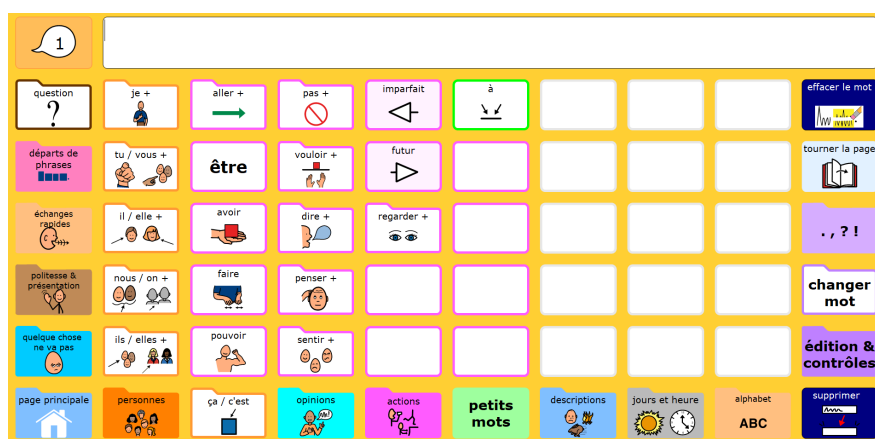 1
question
je +
aller +
pas +
imparfait
à
effacer le mot
?
départs de
phrases
tu / vous +
être
vouloir +
futur
tourner la page
échanges
rapides
il / elle +
avoir
dire +
regarder +
. , ? !
politesse &
présentation
nous / on +
faire
penser +
changer
mot
quelque chose
ne va pas
ils / elles +
pouvoir
sentir +
édition &
contrôles
page principale
personnes
ça / c'est
opinions
Non!
actions
petits
mots
descriptions
jours et heure
alphabet
ABC
supprimer